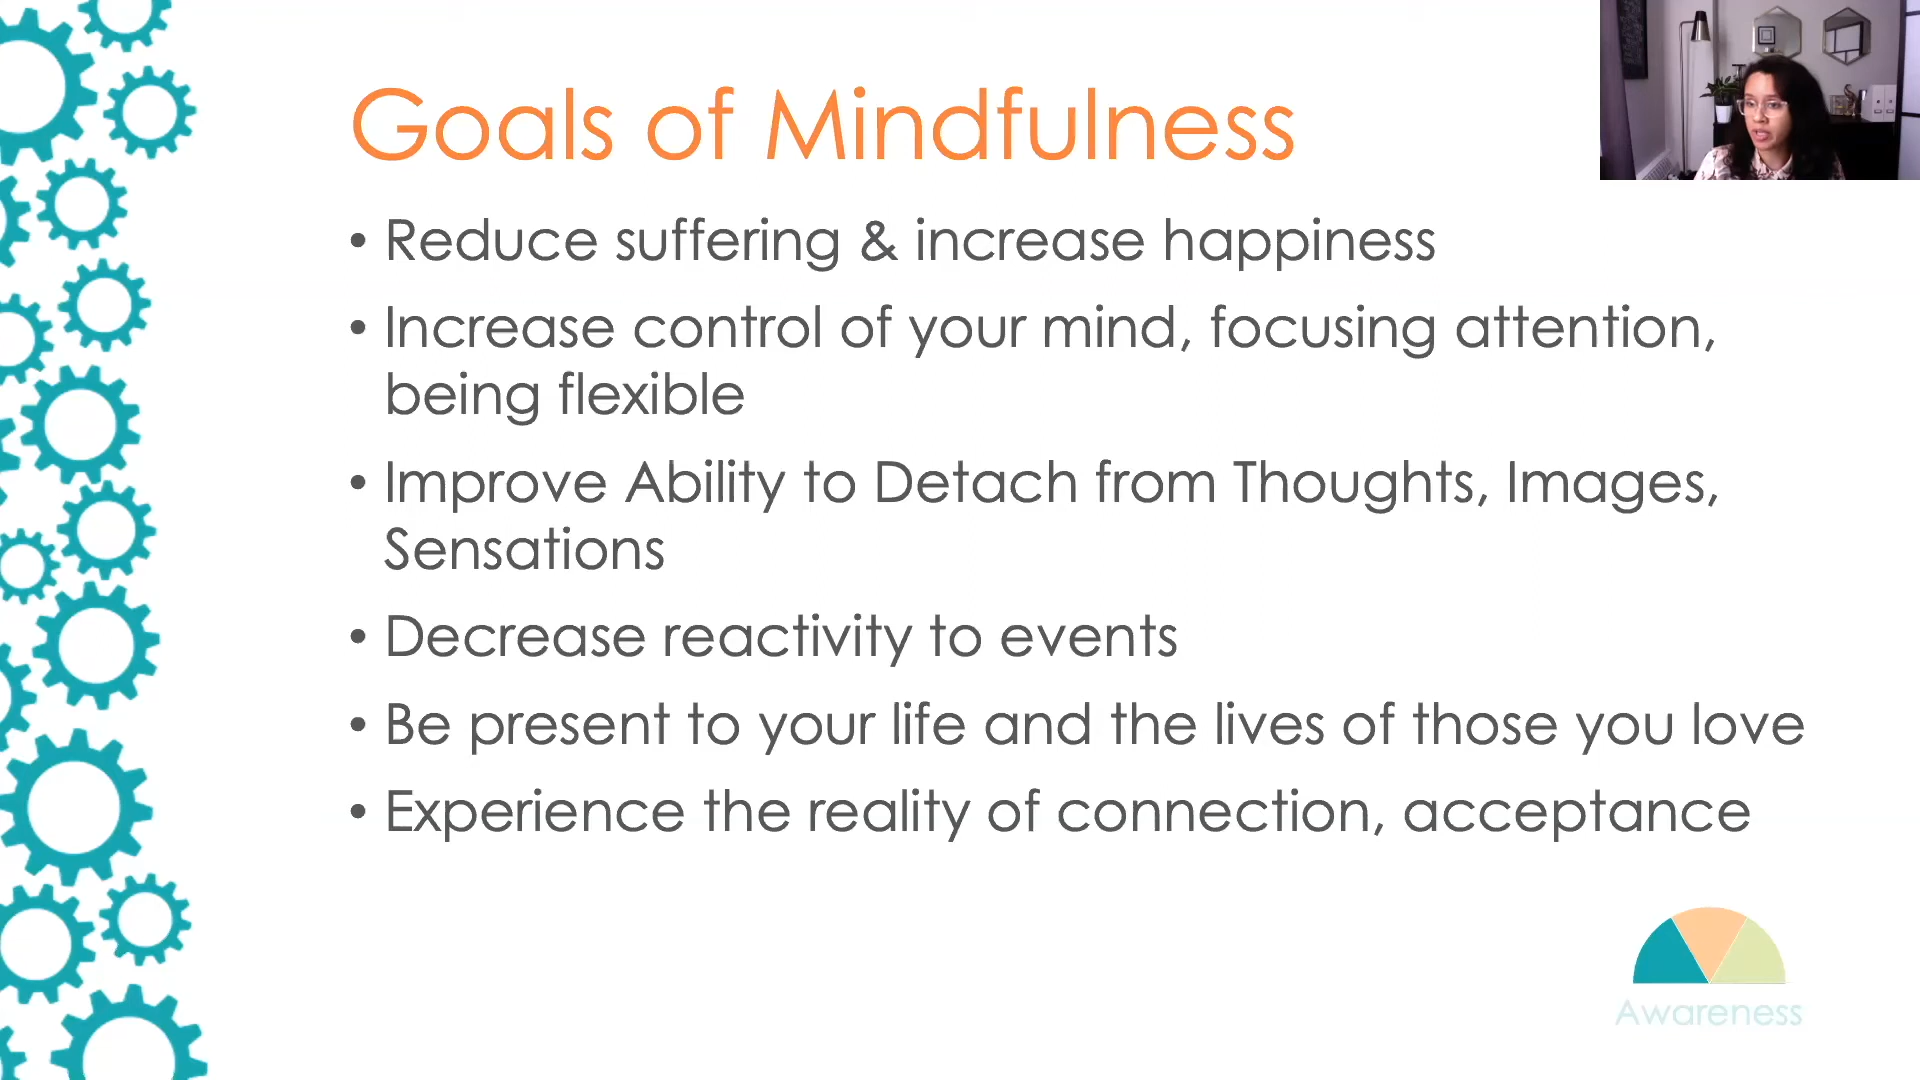 Goals of Mindfulness
• Reduce suffering & increase happiness
• Increase control of your mind, focusing attention,
being flexible
• Improve Ability to Detach from Thoughts, Images,
Sensations
• Decrease reactivity to events
• Be present to your life and the lives of those you love
• Experience the reality of connection, acceptance
Awareness